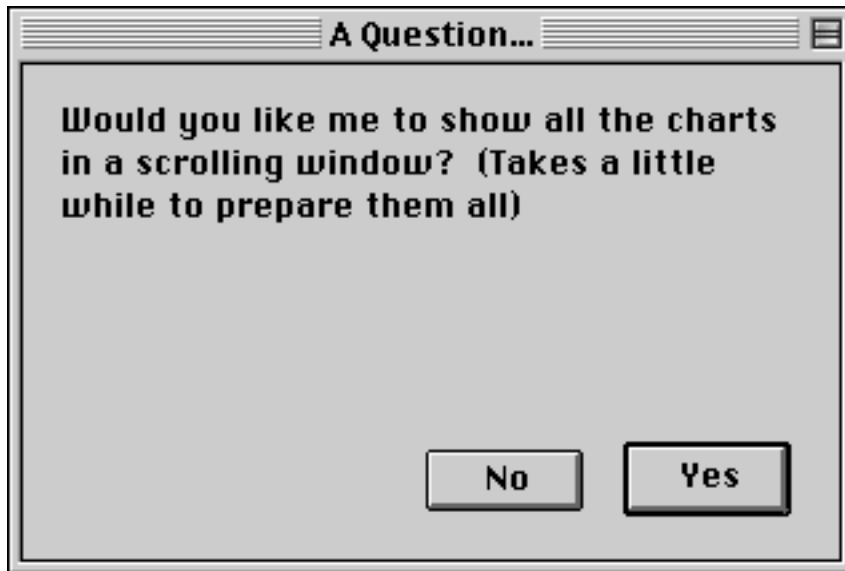 A Question...
Would you like me to show all the charts
in a scrolling window?  (Takes a little
while to prepare them all)
No
Yes